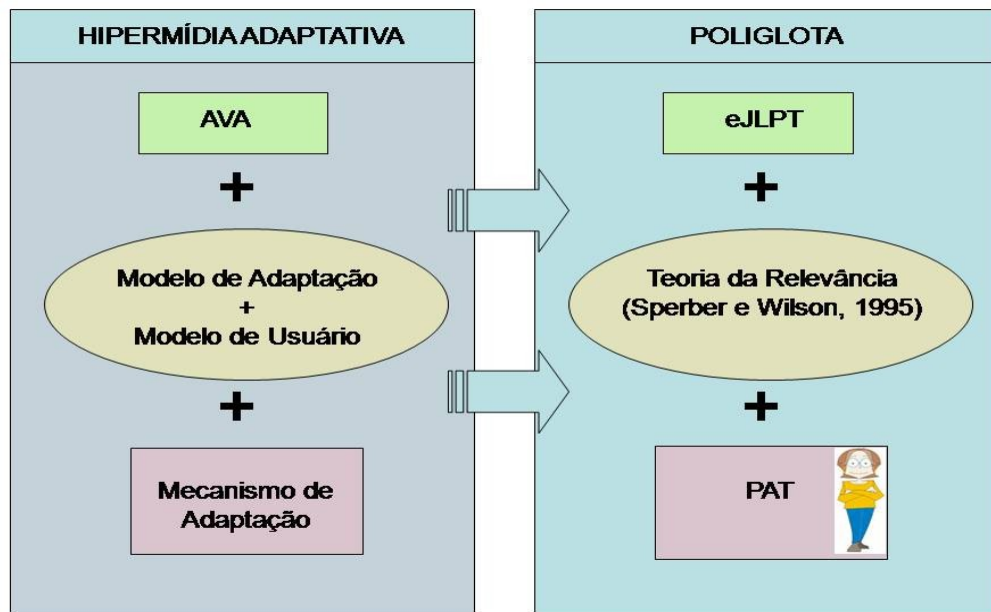 HIPERMÍDIA ADAPTATIVA
AVA
+
Modelo de Adaptação
+
Modelo de Usuário
+
Mecanismo de
Adaptação
POLIGLOTA
eJLPT
+
Teoria da Relevância
(Sperber e Wilson, 1995)
+
PAT